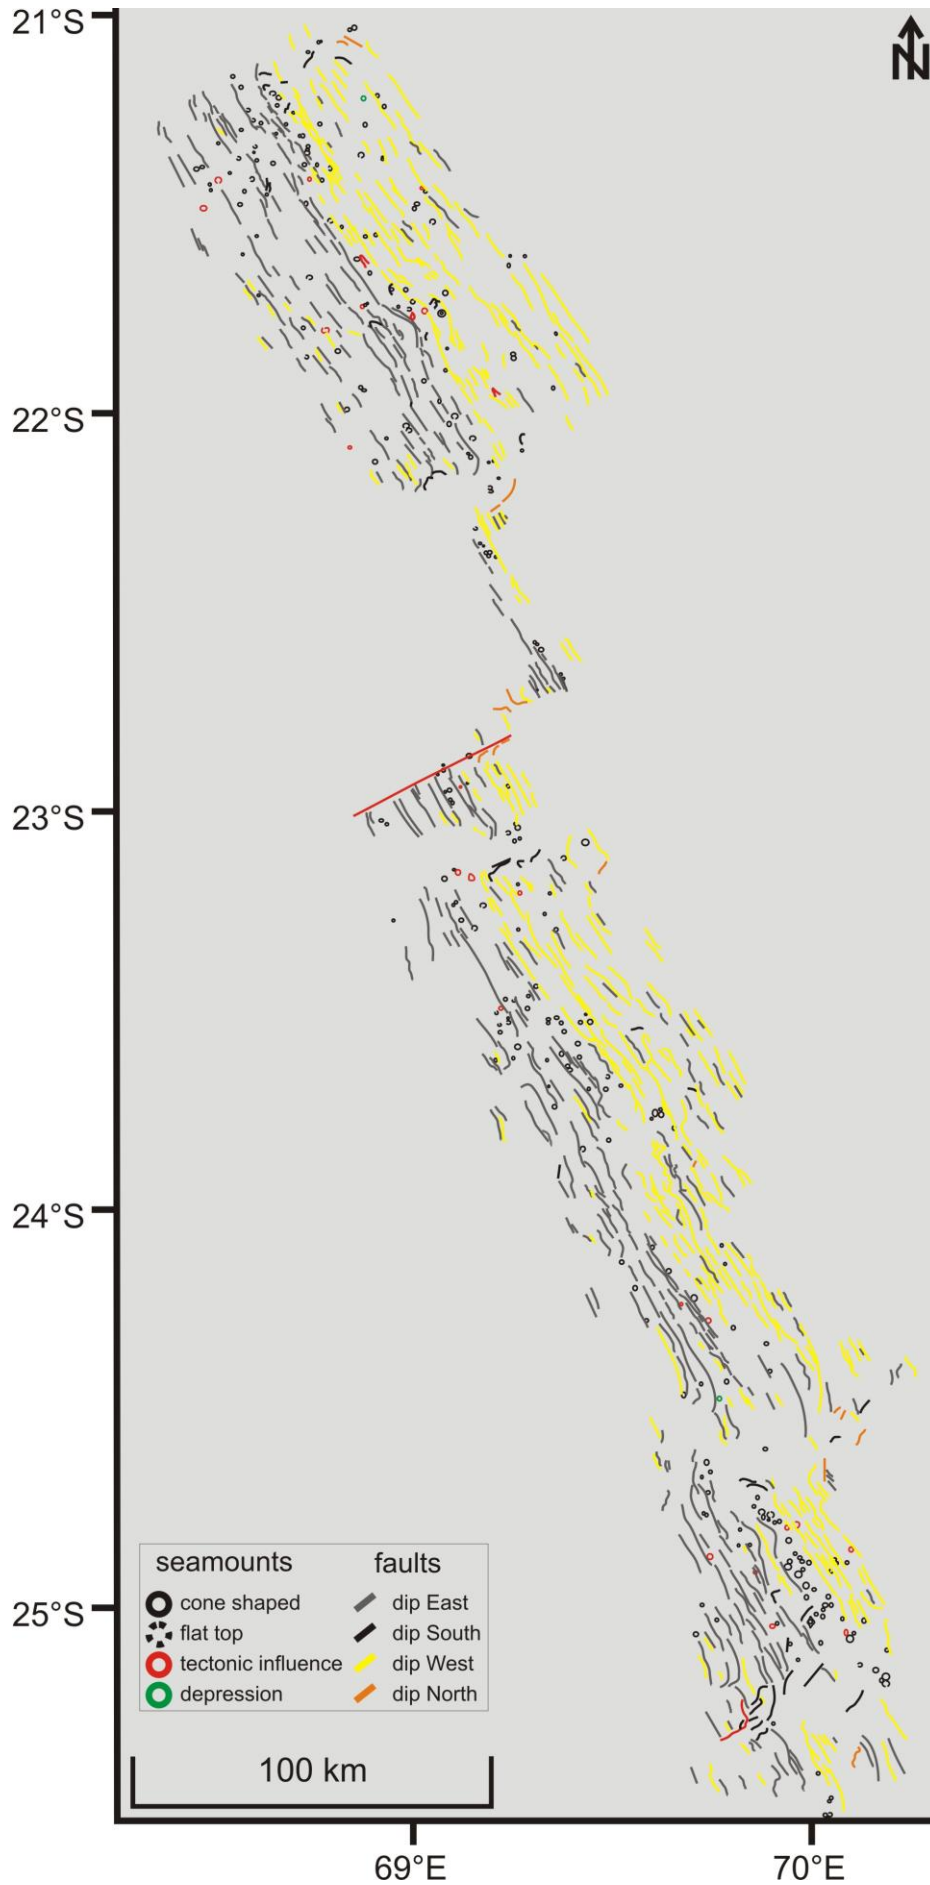 21°S
N
22°S
23°S
24°S
25°S
seamounts faults
cone shaped dip East
flat top dip South
tectonic influence dip West
depression dip North
100 km
69°E 70°E